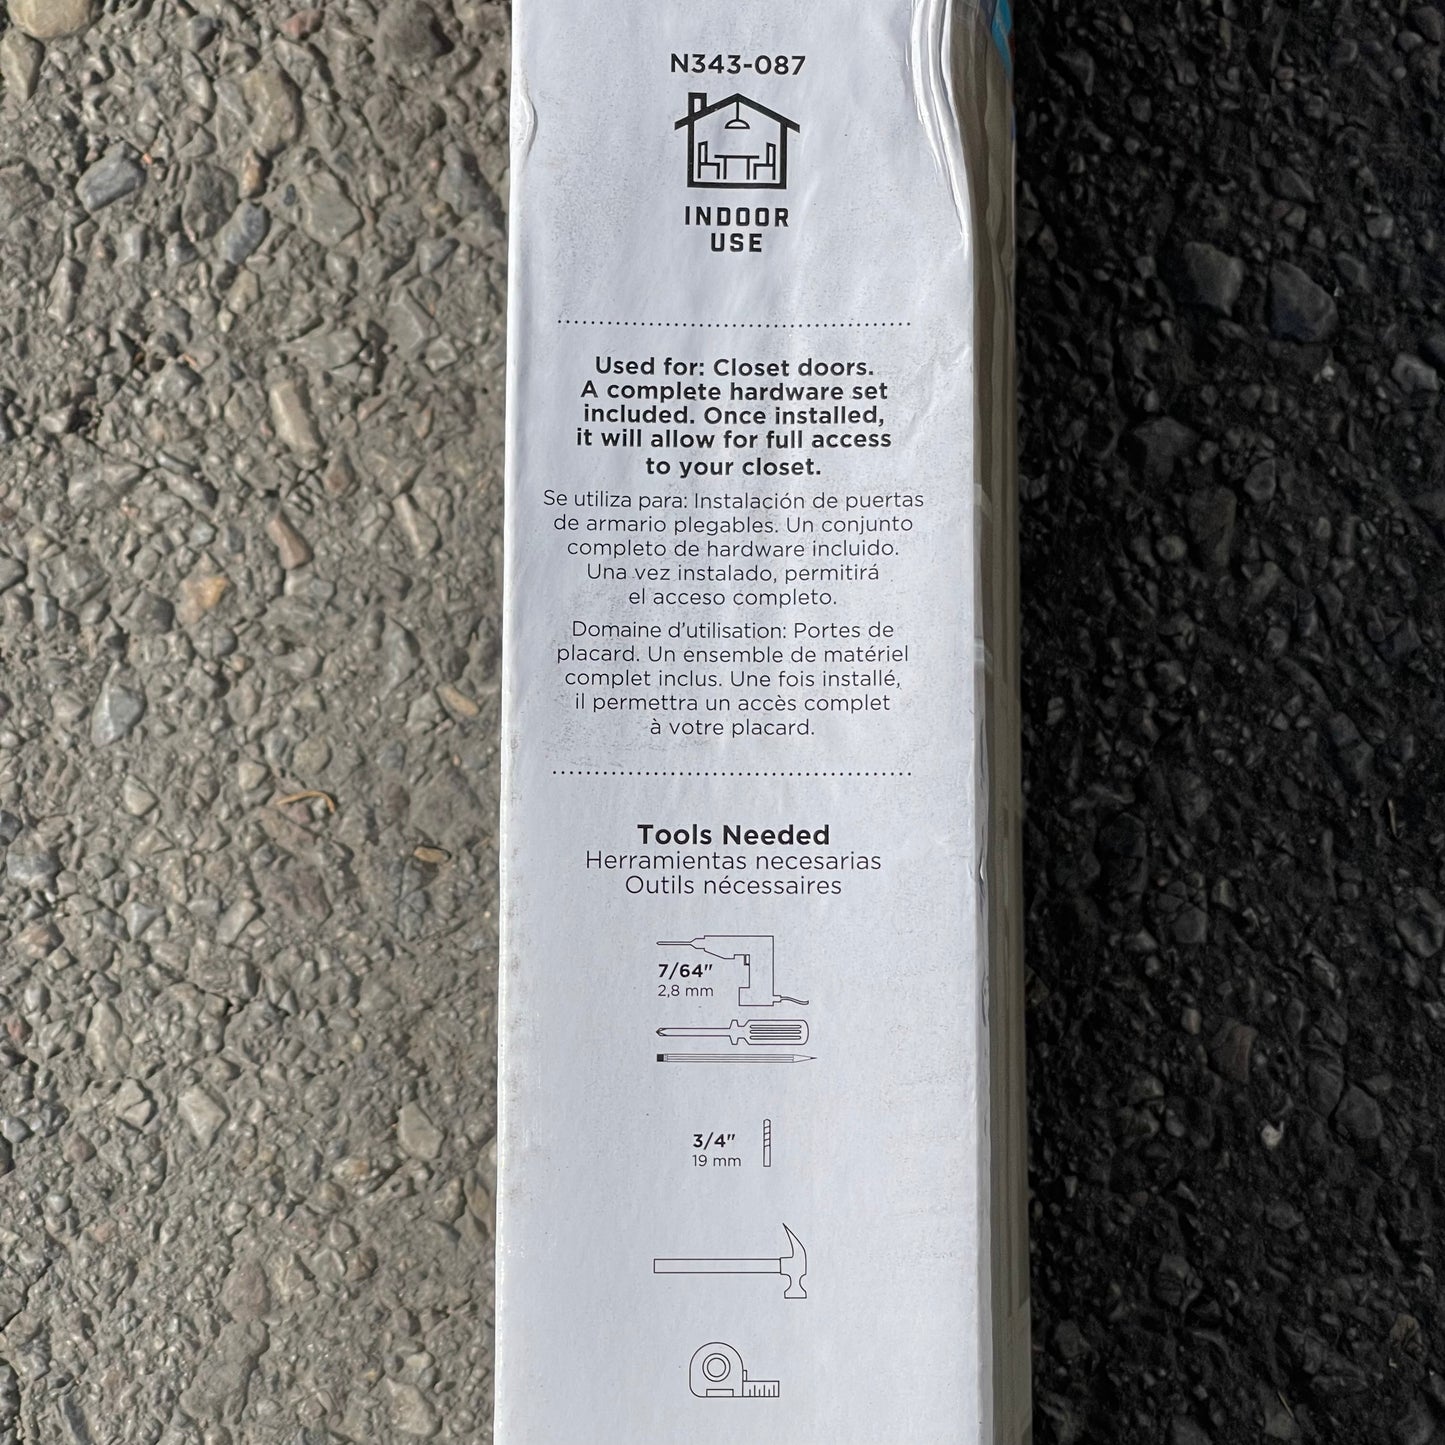 N343-087
INDOOR
USE
Used for: Closet doors.
A complete hardware set
included. Once installed,
it will allow for full access
to your closet.
Se utiliza para: Instalación de puertas
de armario plegables. Un conjunto
completo de hardware incluido.
Una vez instalado, permitirá
el acceso completo.
Domaine d'utilisation: Portes de
placard. Un ensemble de matériel
complet inclus. Une fois installé,
il permettra un accès complet
à votre placard.
Tools Needed
Herramientas necesarias
Outils nécessaires
7/64"
2,8 mm
3/4"
19 mm